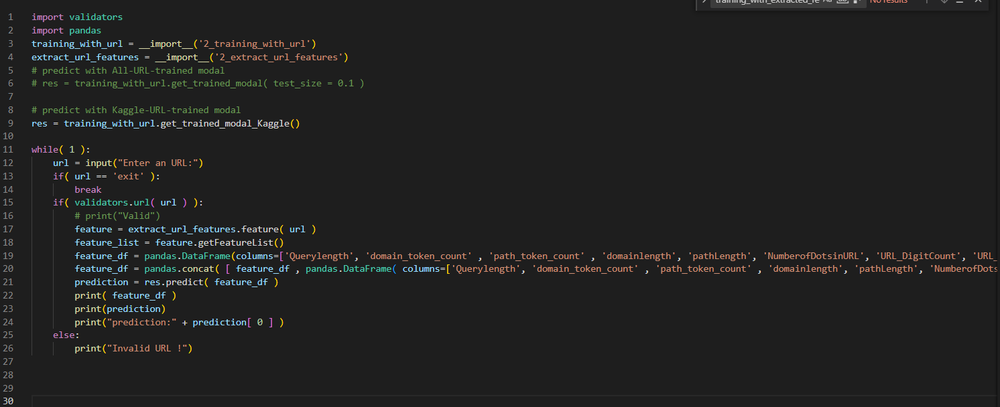 No results
1 import validators
2 import pandas
3 training_with_url = __import__('2_training_with_url')
4 extract_url_features = __import__('2_extract_url_features')
5 # predict with All-URL-trained modal
6 # res = training_with_url.get_trained_modal( test_size = 0.1 )
7
8 # predict with Kaggle-URL-trained modal
9 res = training_with_url.get_trained_modal_Kaggle()
10
11 while( 1 ):
12 url = input("Enter an URL:")
13 if( url == 'exit' ):
14 break
15 if( validators.url( url ) ):
16 # print("Valid")
17 feature = extract_url_features.feature( url )
18 feature_list = feature.getFeatureList()
19 feature_df = pandas.DataFrame(columns=['Querylength', 'domain_token_count' , 'path_token_count' , 'domainlength', 'pathLength', 'NumberofDotsinURL', 'URL_DigitCount', 'URL_
20 feature_df = pandas.concat( [ feature_df , pandas.DataFrame( columns=['Querylength', 'domain_token_count' , 'path_token_count' , 'domainlength', 'pathLength', 'NumberofDots
21 prediction = res.predict( feature_df )
22 print( feature_df )
23 print(prediction)
24 print("prediction:" + prediction[ 0 ] )
25 else:
26 print("Invalid URL !")
27
28
29
30